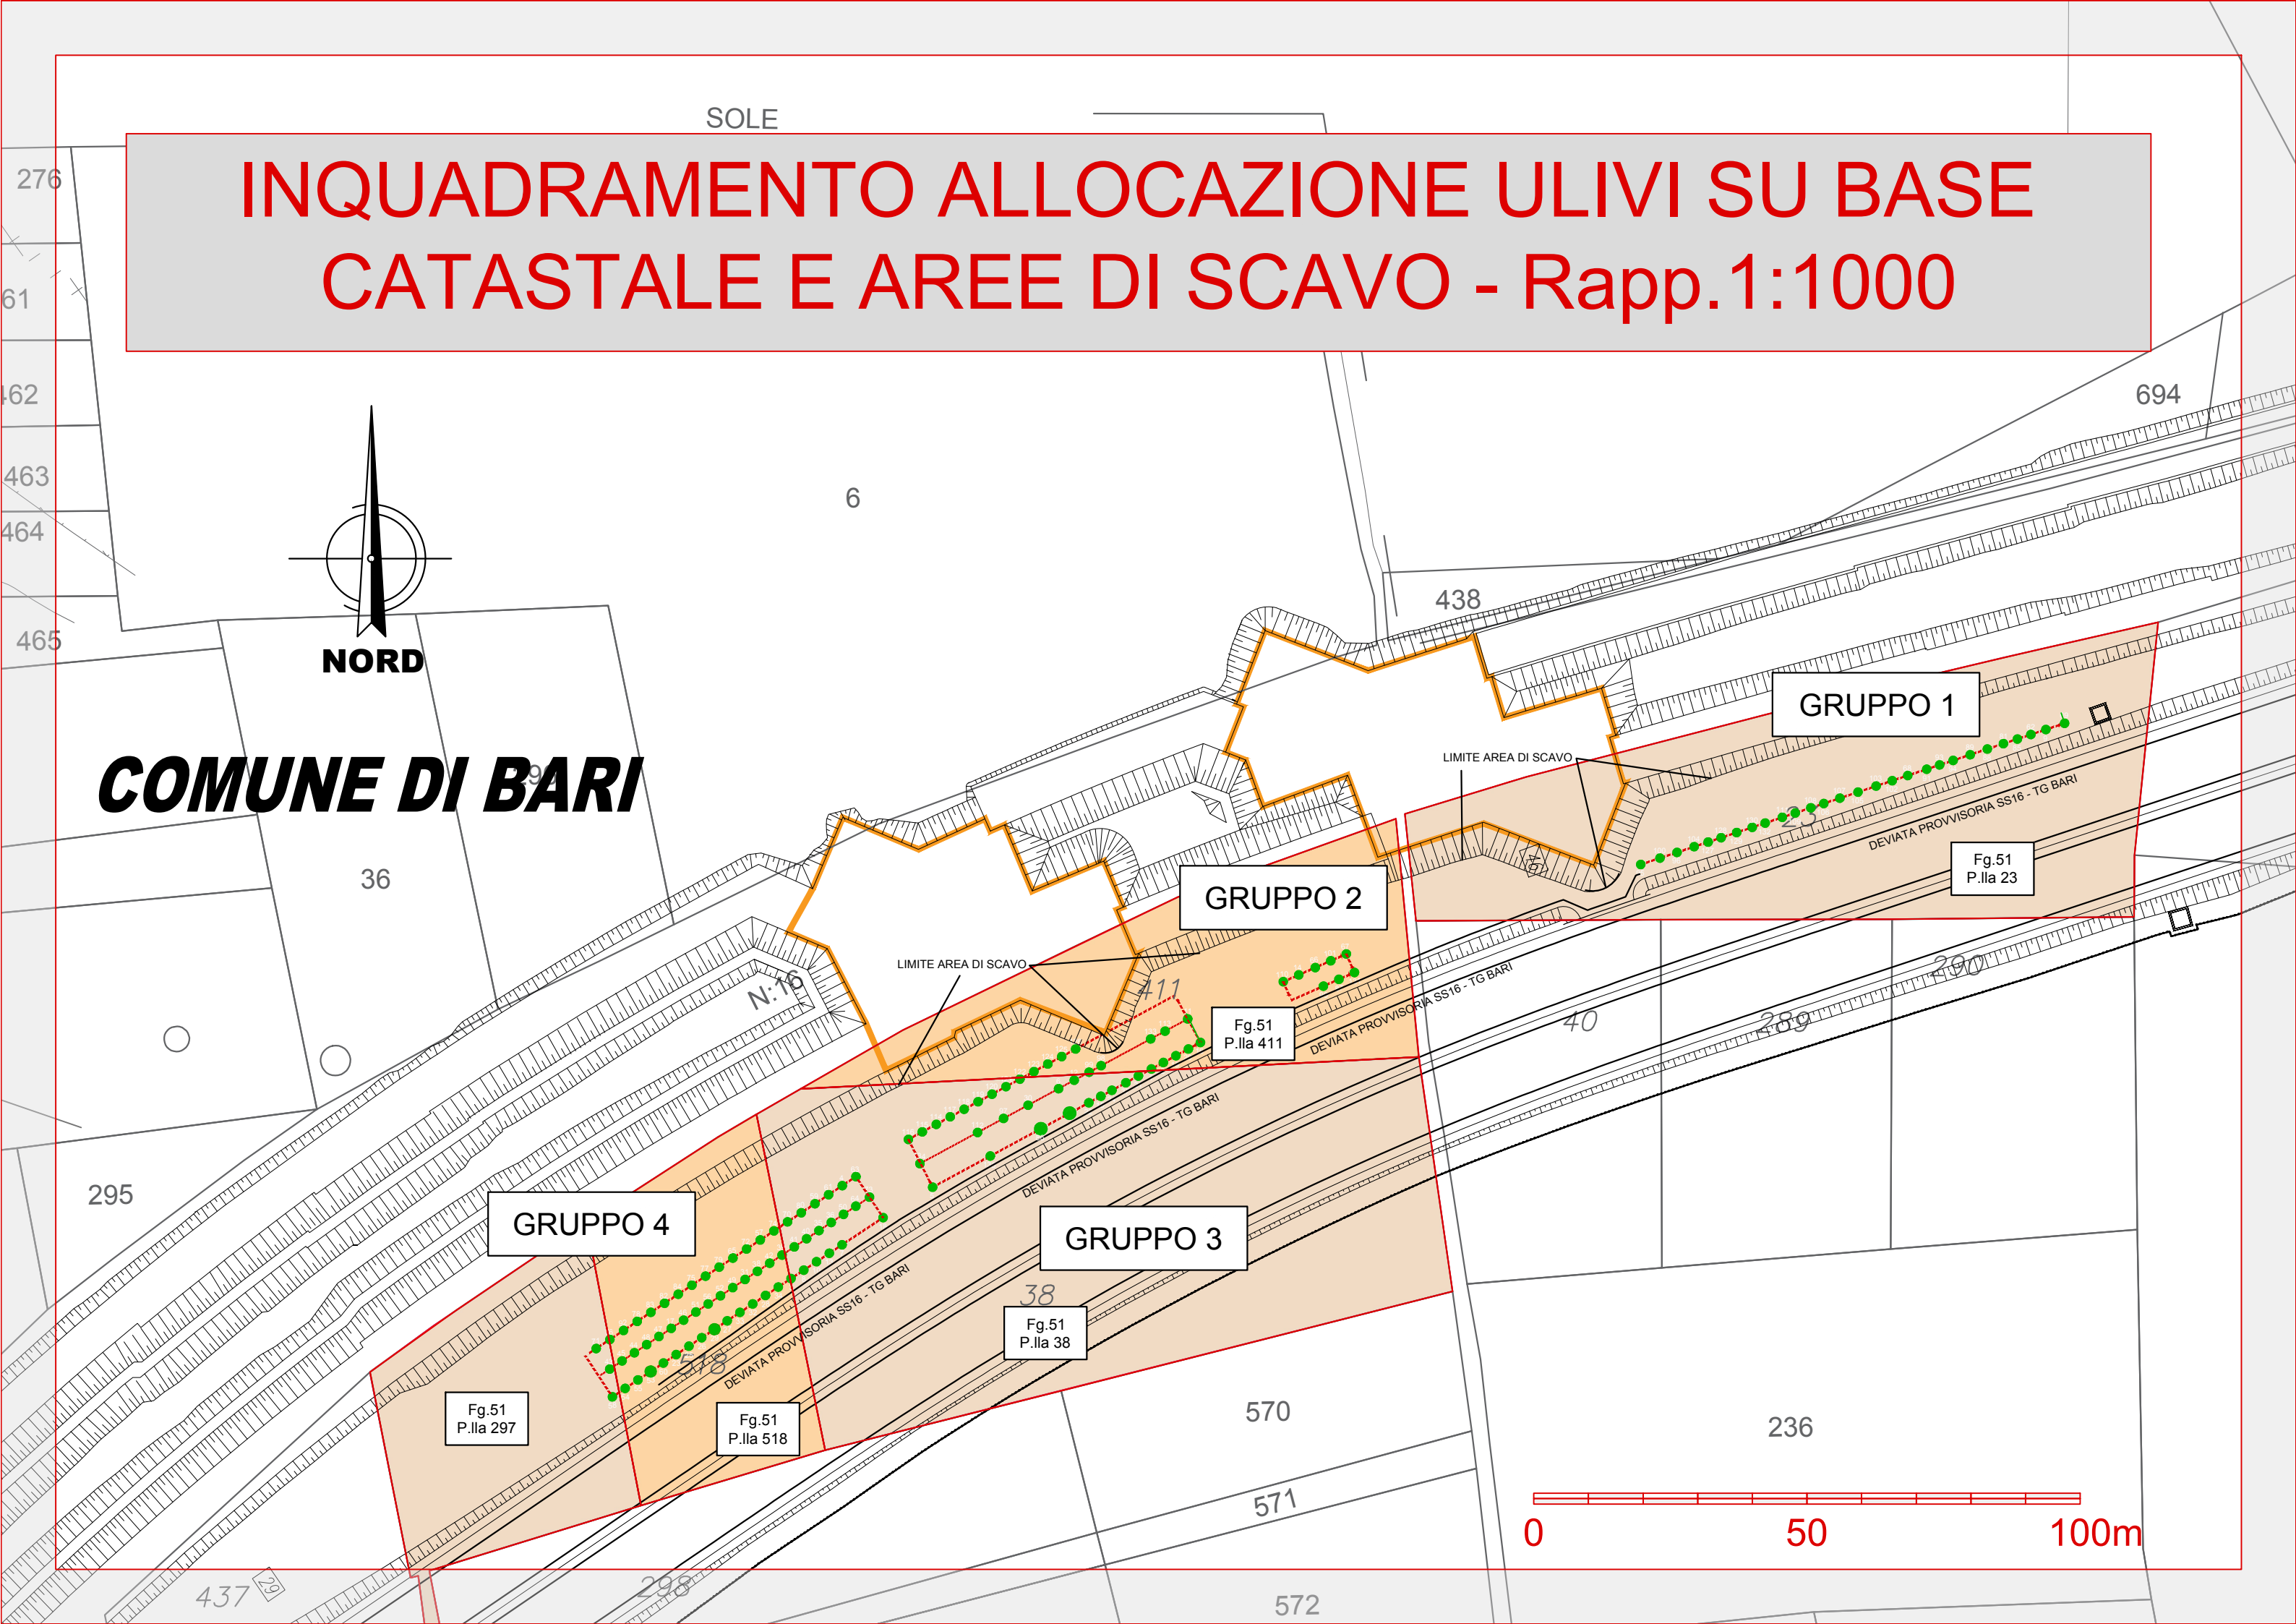 SOLE
INQUADRAMENTO ALLOCAZIONE ULIVI SU BASE
CATASTALE E AREE DI SCAVO - Rapp.1:1000
276
61
462
463
464
465
694
6
438
NORD
COMUNE DI BARI
36
295
N:16
GRUPPO 1
LIMITE AREA DI SCAVO
23
DEVIATA PROVVISORIA SS16 - TG BARI
Fg.51
P.lla 23
GRUPPO 2
LIMITE AREA DI SCAVO
411
Fg.51
P.lla 411
DEVIATA PROVVISORIA SS16 - TG BARI
40
289
290
DEVIATA PROVVISORIA SS16 - TG BARI
GRUPPO 4
GRUPPO 3
38
Fg.51
P.lla 38
518
DEVIATA PROVVISORIA SS16 - TG BARI
Fg.51
P.lla 297
Fg.51
P.lla 518
570
571
572
236
0
50
100m
437
29
298